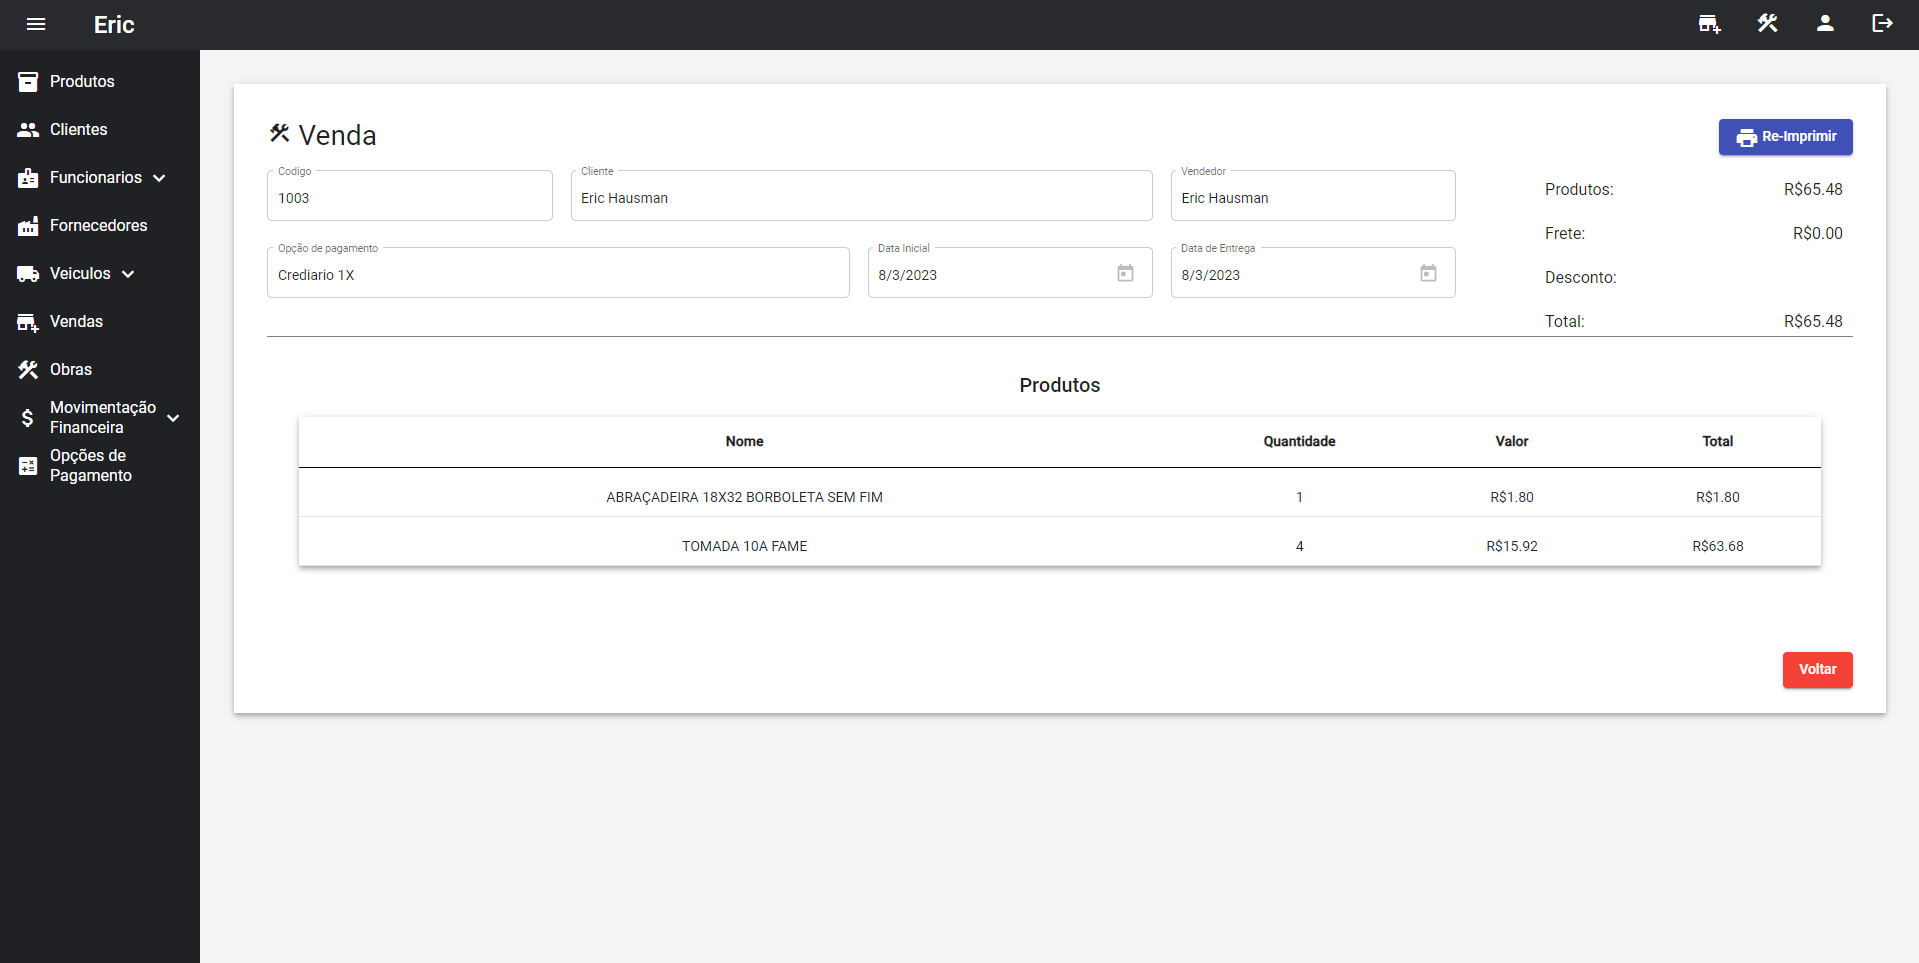 Eric
Produtos
Clientes
Funcionarios
Fornecedores
Veiculos
Vendas
Obras
Movimentação
Financeira
Opções de
Pagamento
Venda
Re-Imprimir
Codigo
1003
Cliente
Eric Hausman
Vendedor
Eric Hausman
Opção de pagamento
Crediario 1X
Data Inicial
8/3/2023
Data de Entrega
8/3/2023
Produtos: R$65.48
Frete: R$0.00
Desconto:
Total: R$65.48
Produtos
Nome Quantidade Valor Total
ABRAÇADEIRA 18X32 BORBOLETA SEM FIM 1 R$1.80 R$1.80
TOMADA 10A FAME 4 R$15.92 R$63.68
Voltar